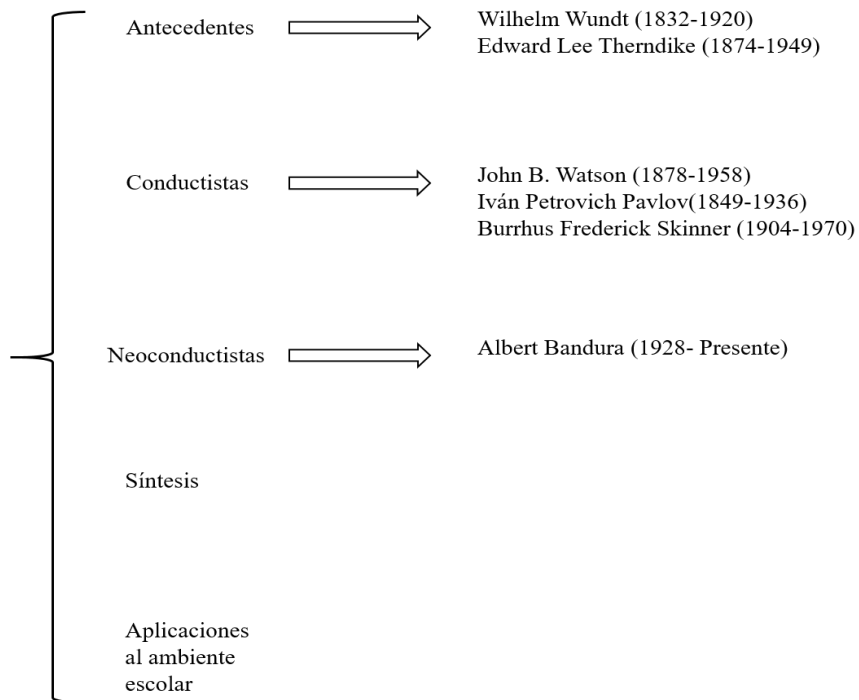 Antecedentes
Wilhelm Wundt (1832-1920)
Edward Lee Therndike (1874-1949)
Conductistas
John B. Watson (1878-1958)
Iván Petrovich Pavlov(1849-1936)
Burrhus Frederick Skinner (1904-1970)
Neoconductistas
Albert Bandura (1928- Presente)
Síntesis
Aplicaciones
al ambiente
escolar